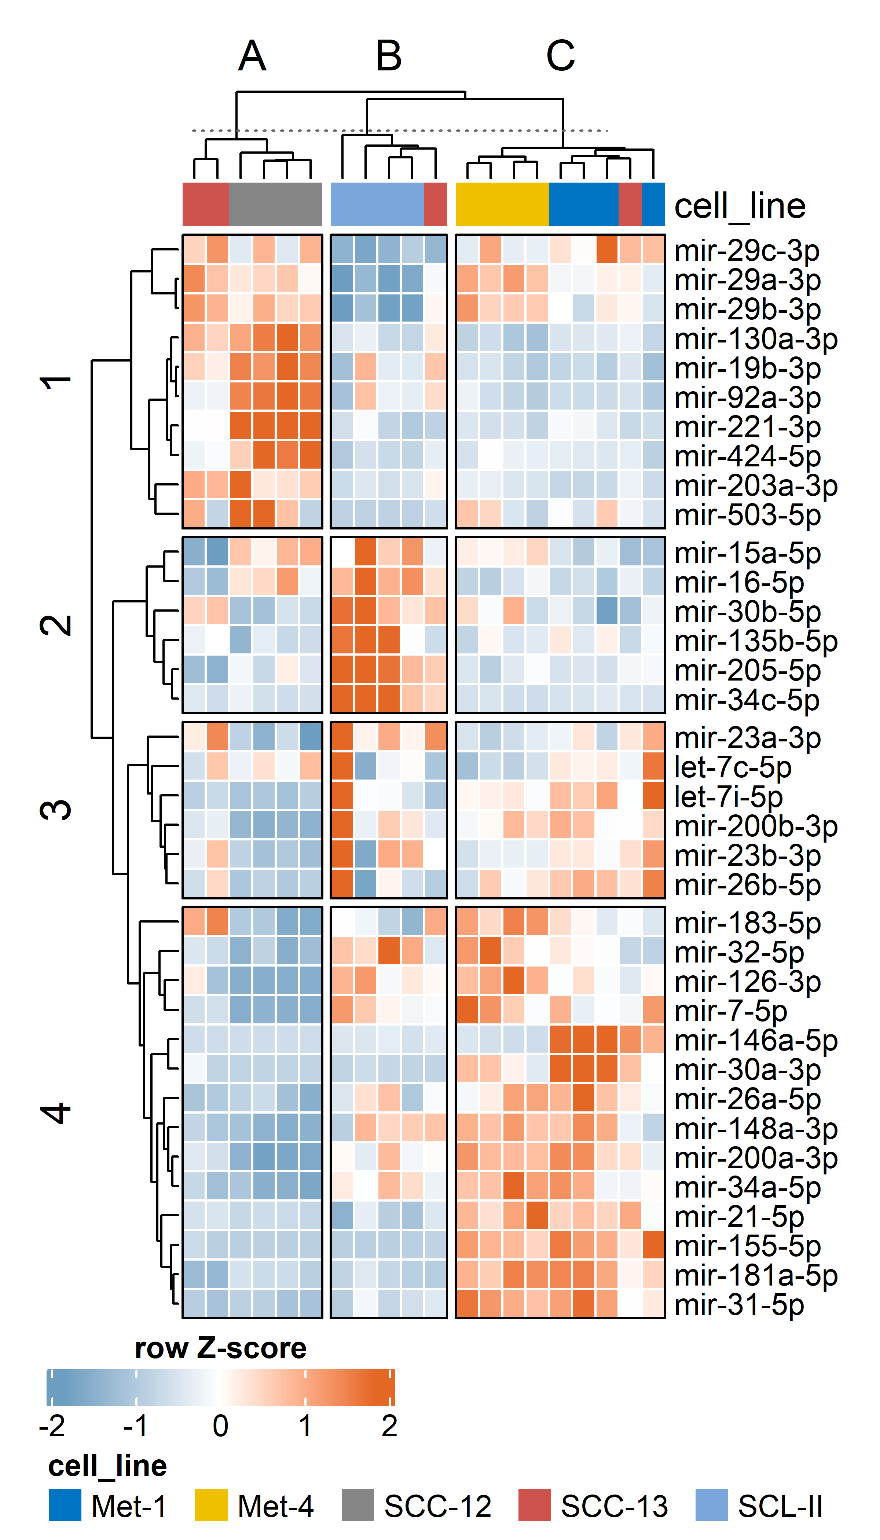 A B C
cell_line
mir-29c-3p
mir-29a-3p
mir-29b-3p
mir-130a-3p
mir-19b-3p
mir-92a-3p
mir-221-3p
mir-424-5p
mir-203a-3p
mir-503-5p
1
mir-15a-5p
mir-16-5p
mir-30b-5p
mir-135b-5p
mir-205-5p
mir-34c-5p
2
mir-23a-3p
let-7c-5p
let-7i-5p
mir-200b-3p
mir-23b-3p
mir-26b-5p
3
mir-183-5p
mir-32-5p
mir-126-3p
mir-7-5p
mir-146a-5p
mir-30a-3p
mir-26a-5p
mir-148a-3p
mir-200a-3p
mir-34a-5p
mir-21-5p
mir-155-5p
mir-181a-5p
mir-31-5p
4
row Z-score
-2 -1 0 1 2
cell_line
Met-1 Met-4 SCC-12 SCC-13 SCL-II